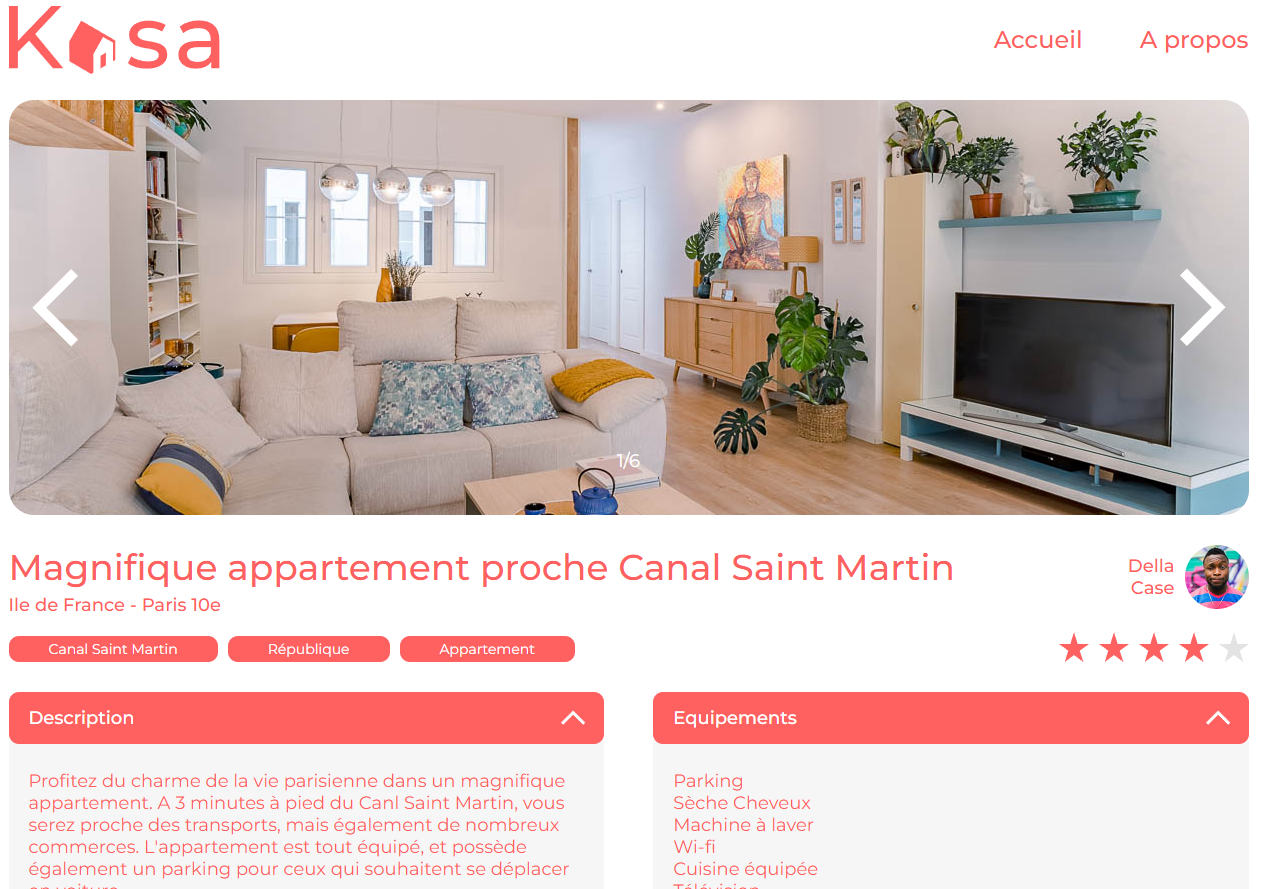 Kasa
Accueil
A propos
1/6
Magnifique appartement proche Canal Saint Martin
Ile de France - Paris 10e
Della
Case
Canal Saint Martin
République
Appartement
Description
Profitez du charme de la vie parisienne dans un magnifique
appartement. A 3 minutes à pied du Canl Saint Martin, vous
serez proche des transports, mais également de nombreux
commerces. L'appartement est tout équipé, et possède
également un parking pour ceux qui souhaitent se déplacer
en voiture.
Equipements
Parking
Sèche Cheveux
Machine à laver
Wi-fi
Cuisine équipée
Télévision